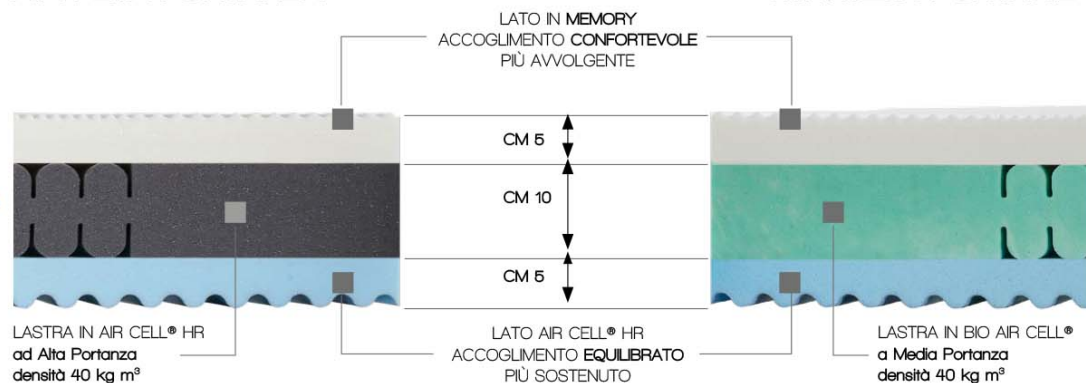 LATO IN MEMORY
ACCOGLIMENTO CONFORTEVOLE
PIÙ AVVOLGENTE
CM 5
CM 10
CM 5
LASTRA IN AIR CELL® HR
ad Alta Portanza
densità 40 kg m³
LATO AIR CELL® HR
ACCOGLIMENTO EQUILIBRATO
PIÙ SOSTENUTO
LASTRA IN BIO AIR CELL®
a Media Portanza
densità 40 kg m³